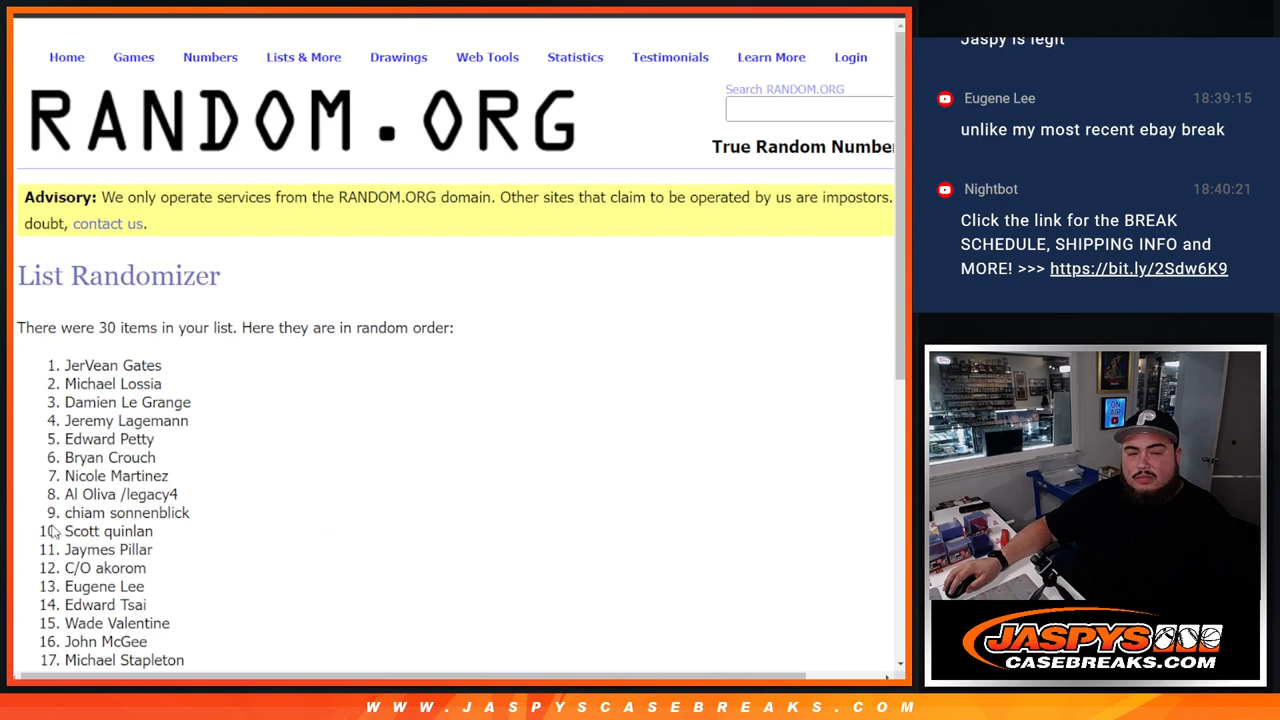 Home Games Numbers Lists & More Drawings Web Tools Statistics Testimonials Learn More Login
RANDOM.ORG
Search RANDOM.ORG
True Random Numbe
Advisory: We only operate services from the RANDOM.ORG domain. Other sites that claim to be operated by us are impostors.
doubt, contact us.
List Randomizer
There were 30 items in your list. Here they are in random order:
1. JerVean Gates
2. Michael Lossia
3. Damien Le Grange
4. Jeremy Lagemann
5. Edward Petty
6. Bryan Crouch
7. Nicole Martinez
8. Al Oliva /legacy4
9. chiam sonnenblick
10. Scott quinlan
11. Jaymes Pillar
12. C/O akorom
13. Eugene Lee
14. Edward Tsai
15. Wade Valentine
16. John McGee
17. Michael Stapleton
Jaspy is legit
Eugene Lee 18:39:15
unlike my most recent ebay break
Nightbot 18:40:21
Click the link for the BREAK
SCHEDULE, SHIPPING INFO and
MORE! >>> https://bit.ly/2Sdw6K9
ON
AIR
P
JASPYS
CASEBREAKS.COM
WWW.JASPYSCASEBREAKS.COM